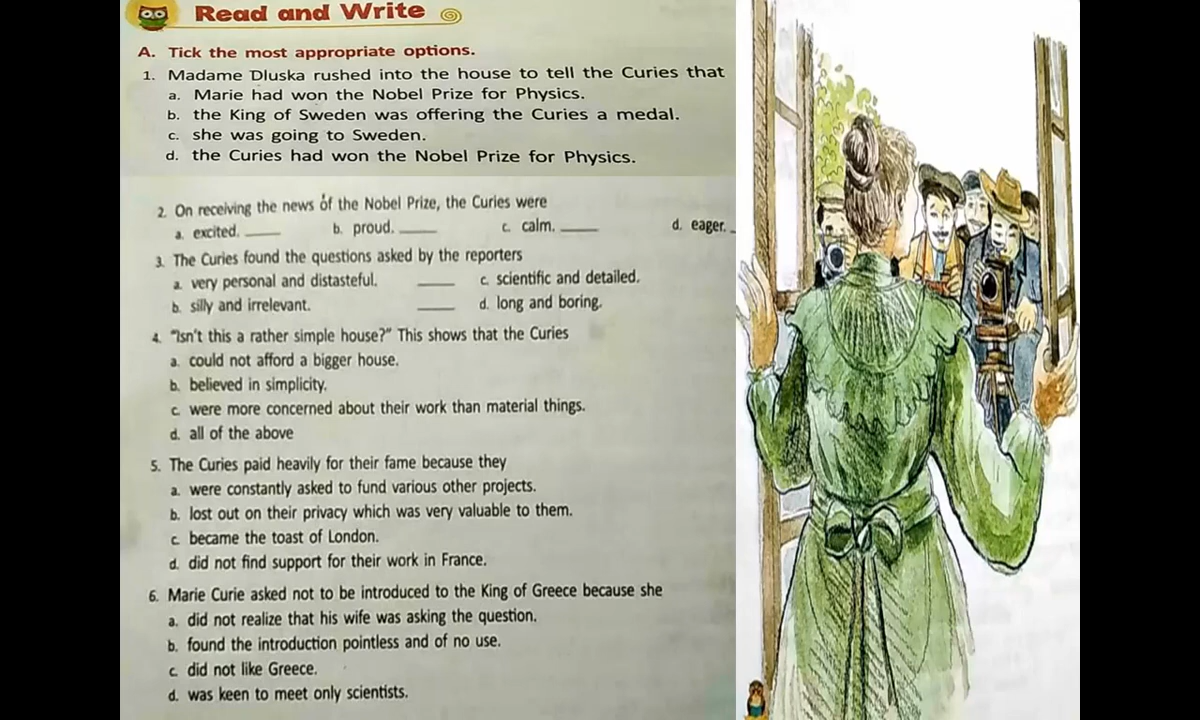 Read and Write
A. Tick the most appropriate options.
1. Madame Dluska rushed into the house to tell the Curies that
a. Marie had won the Nobel Prize for Physics.
b. the King of Sweden was offering the Curies a medal.
c. she was going to Sweden.
d. the Curies had won the Nobel Prize for Physics.
2. On receiving the news of the Nobel Prize, the Curies were
a. excited. ____ b. proud. ____ c. calm. ____ d. eager. _
3. The Curies found the questions asked by the reporters
a. very personal and distasteful. ____ c. scientific and detailed.
b. silly and irrelevant. ____ d. long and boring.
4. "Isn't this a rather simple house?" This shows that the Curies
a. could not afford a bigger house.
b. believed in simplicity.
c. were more concerned about their work than material things.
d. all of the above
5. The Curies paid heavily for their fame because they
a. were constantly asked to fund various other projects.
b. lost out on their privacy which was very valuable to them.
c. became the toast of London.
d. did not find support for their work in France.
6. Marie Curie asked not to be introduced to the King of Greece because she
a. did not realize that his wife was asking the question.
b. found the introduction pointless and of no use.
c. did not like Greece.
d. was keen to meet only scientists.